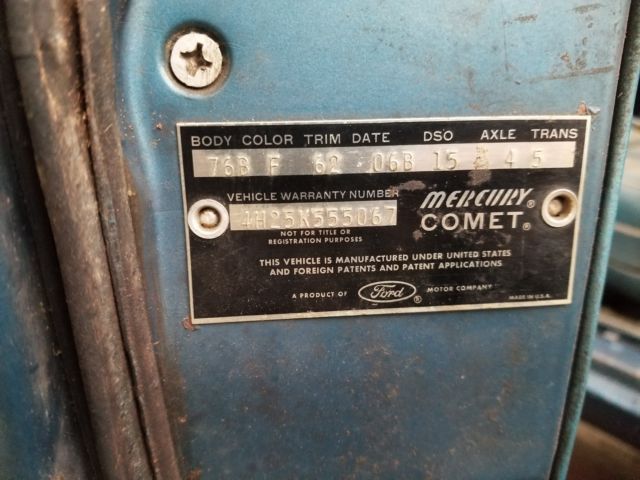 BODY COLOR TRIM DATE DSO AXLE TRANS
76B F 62 06B 15 4 5
VEHICLE WARRANTY NUMBER
4H25K555067
NOT FOR TITLE OR
REGISTRATION PURPOSES
MERCURY®
COMET®
THIS VEHICLE IS MANUFACTURED UNDER UNITED STATES
AND FOREIGN PATENTS AND PATENT APPLICATIONS
A PRODUCT OF Ford® MOTOR COMPANY
MADE IN U.S.A.